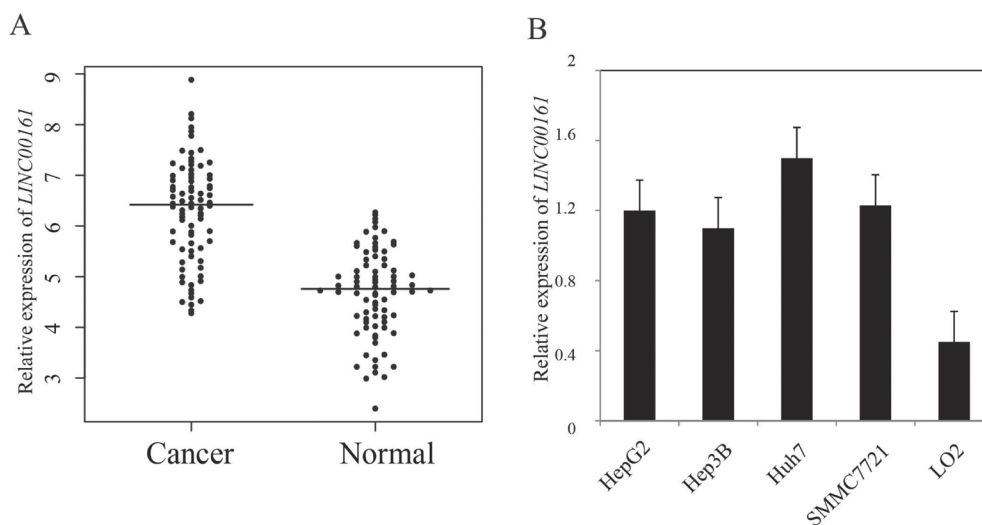 A
Relative expression of LINC00161
9
8
7
6
5
4
3
Cancer
Normal
B
Relative expression of LINC00161
2
1.6
1.2
0.8
0.4
0
HepG2
Hep3B
Huh7
SMMC7721
LO2